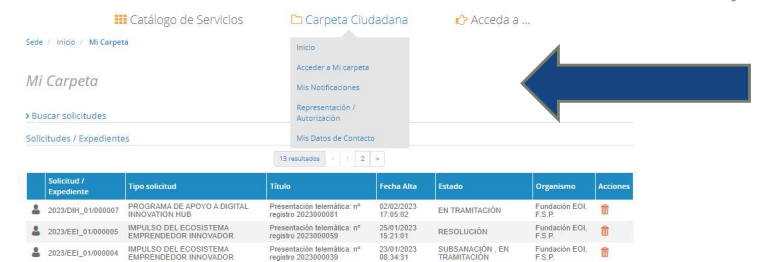 Catálogo de Servicios
Carpeta Ciudadana
Acceda a ...
Sede / Inicio / Mi Carpeta
Inicio
Acceder a Mi carpeta
Mis Notificaciones
Representación /
Autorización
Mis Datos de Contacto
Mi Carpeta
Buscar solicitudes
Solicitudes / Expedientes
13 resultados « 1 2 »
Solicitud /
Expediente
Tipo solicitud
Título
Fecha Alta
Estado
Organismo
Acciones
2023/DIH_01/000007
PROGRAMA DE APOYO A DIGITAL
INNOVATION HUB
Presentación telemática: nº
registro 2023000081
02/02/2023
17:05:02
EN TRAMITACIÓN
Fundación EOI,
F.S.P.
2023/EEI_01/000005
IMPULSO DEL ECOSISTEMA
EMPRENDEDOR INNOVADOR
Presentación telemática: nº
registro 2023000059
25/01/2023
15:21:01
RESOLUCIÓN
Fundación EOI,
F.S.P.
2023/EEI_01/000004
IMPULSO DEL ECOSISTEMA
EMPRENDEDOR INNOVADOR
Presentación telemática: nº
registro 2023000039
23/01/2023
08:34:31
SUBSANACIÓN , EN
TRAMITACIÓN
Fundación EOI,
F.S.P.